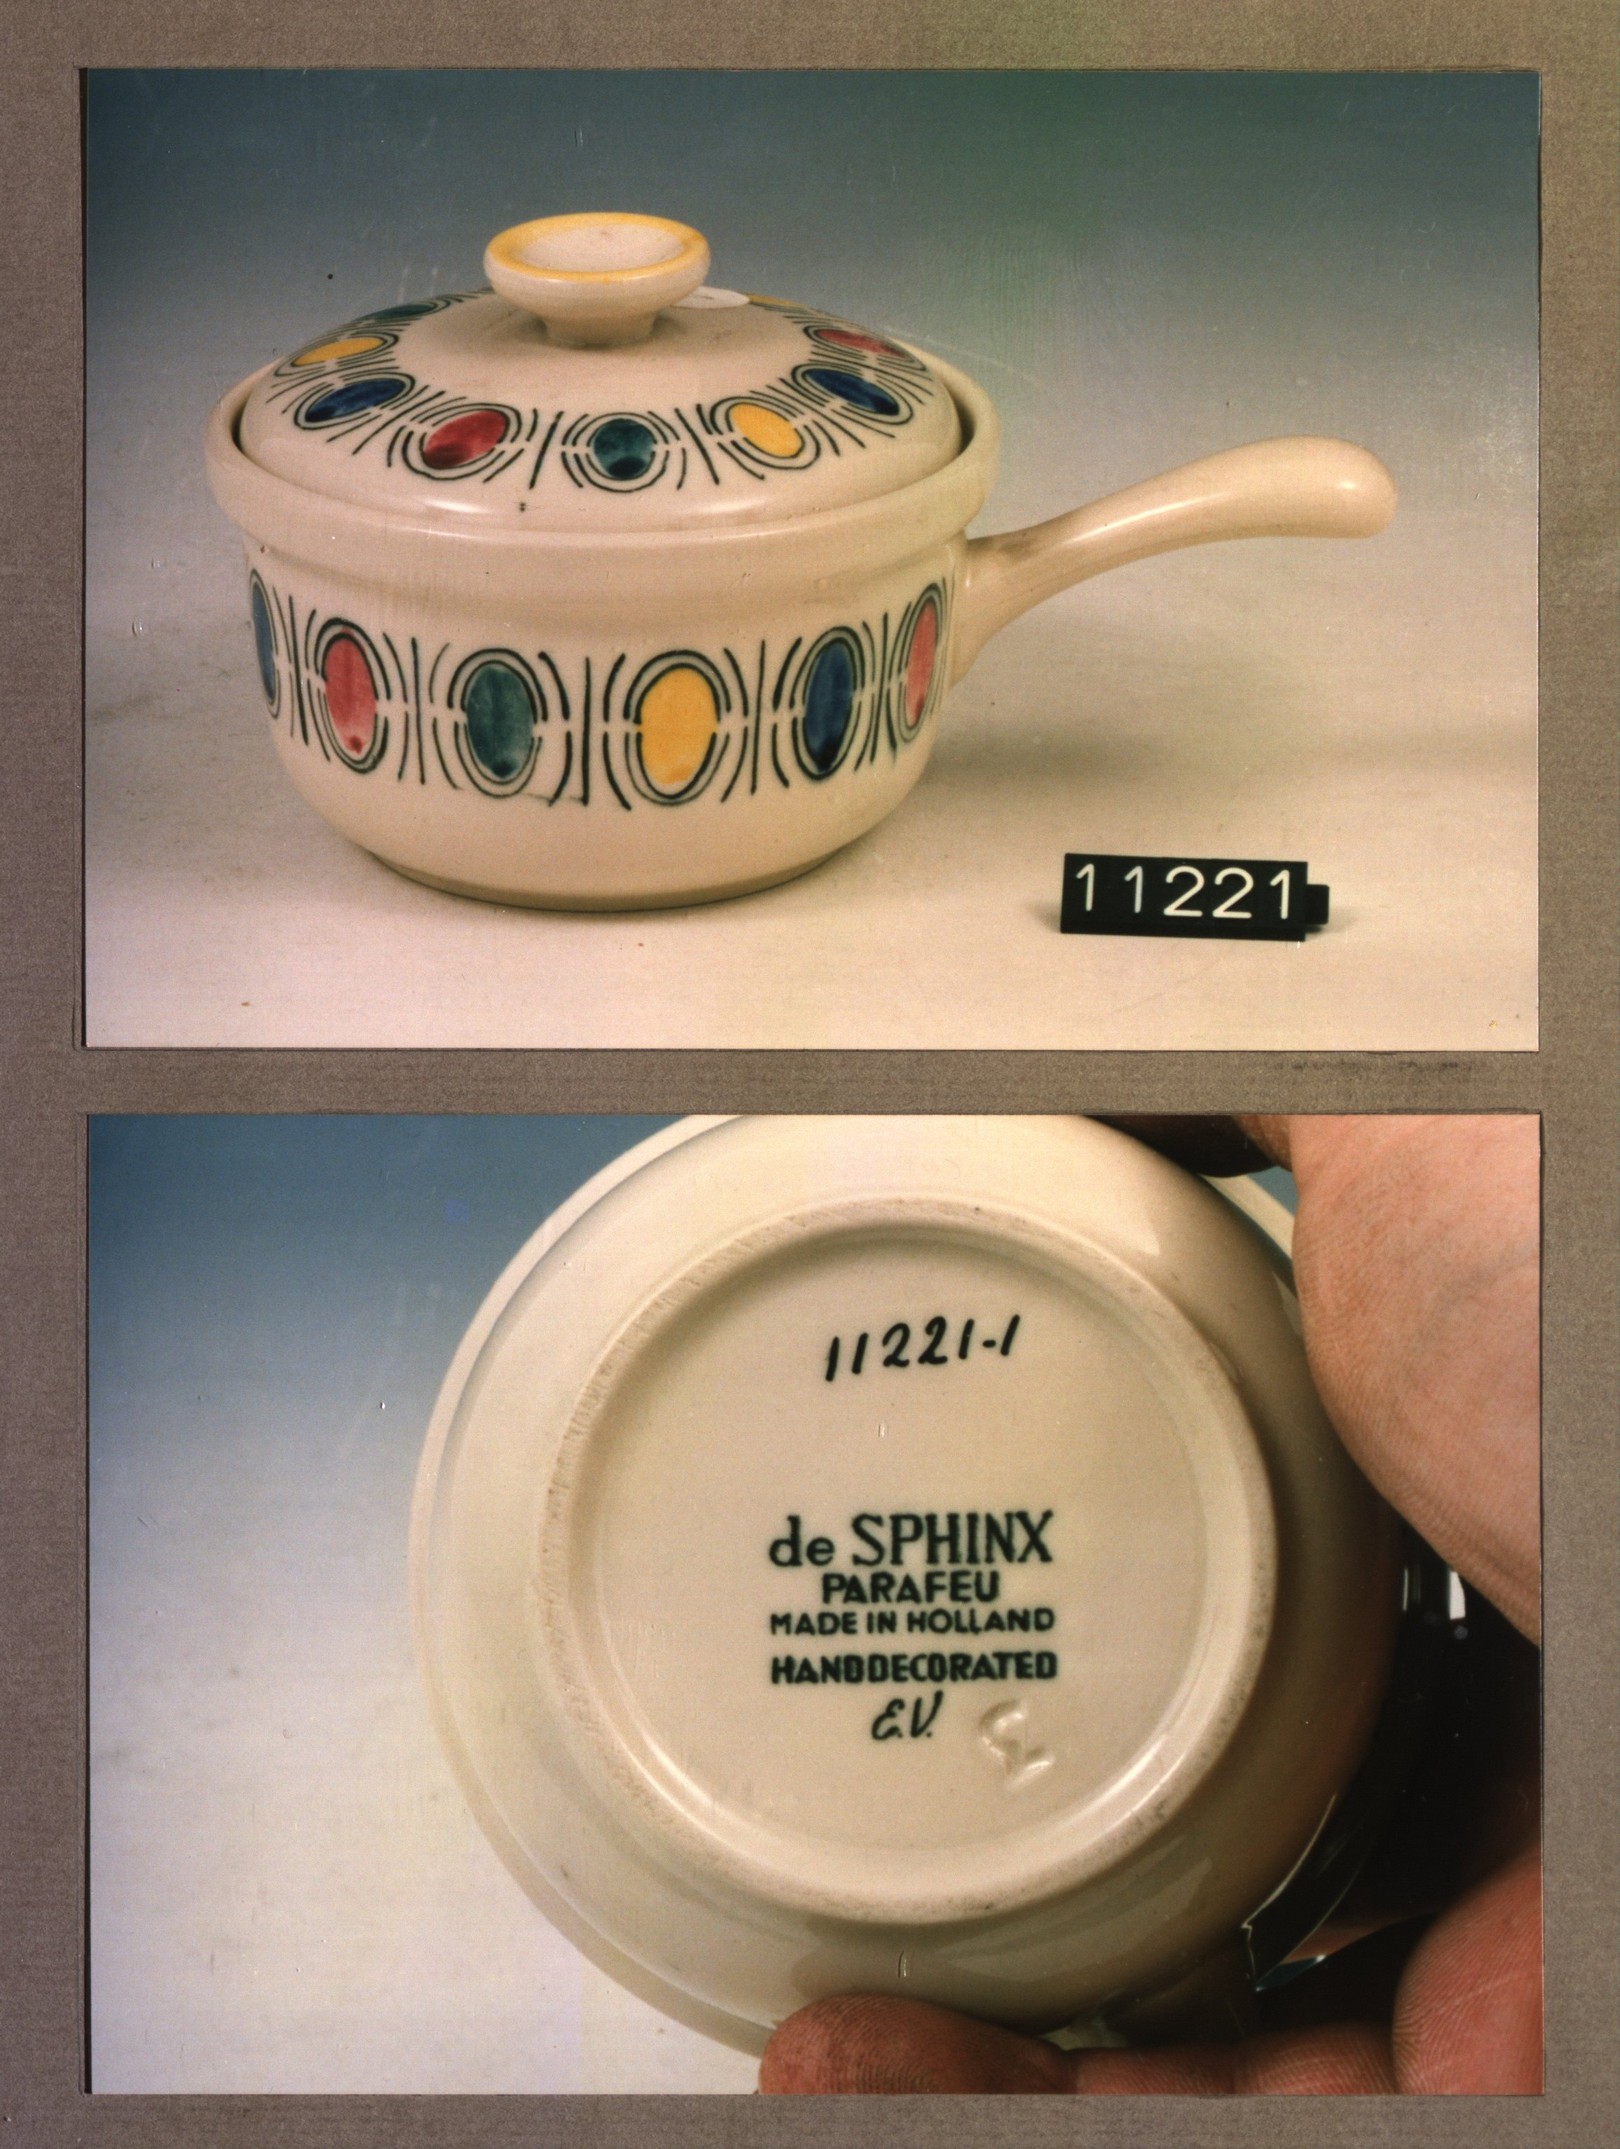 11221
11221-1
de SPHINX
PARAFEU
MADE IN HOLLAND
HANDDECORATED
E.V.